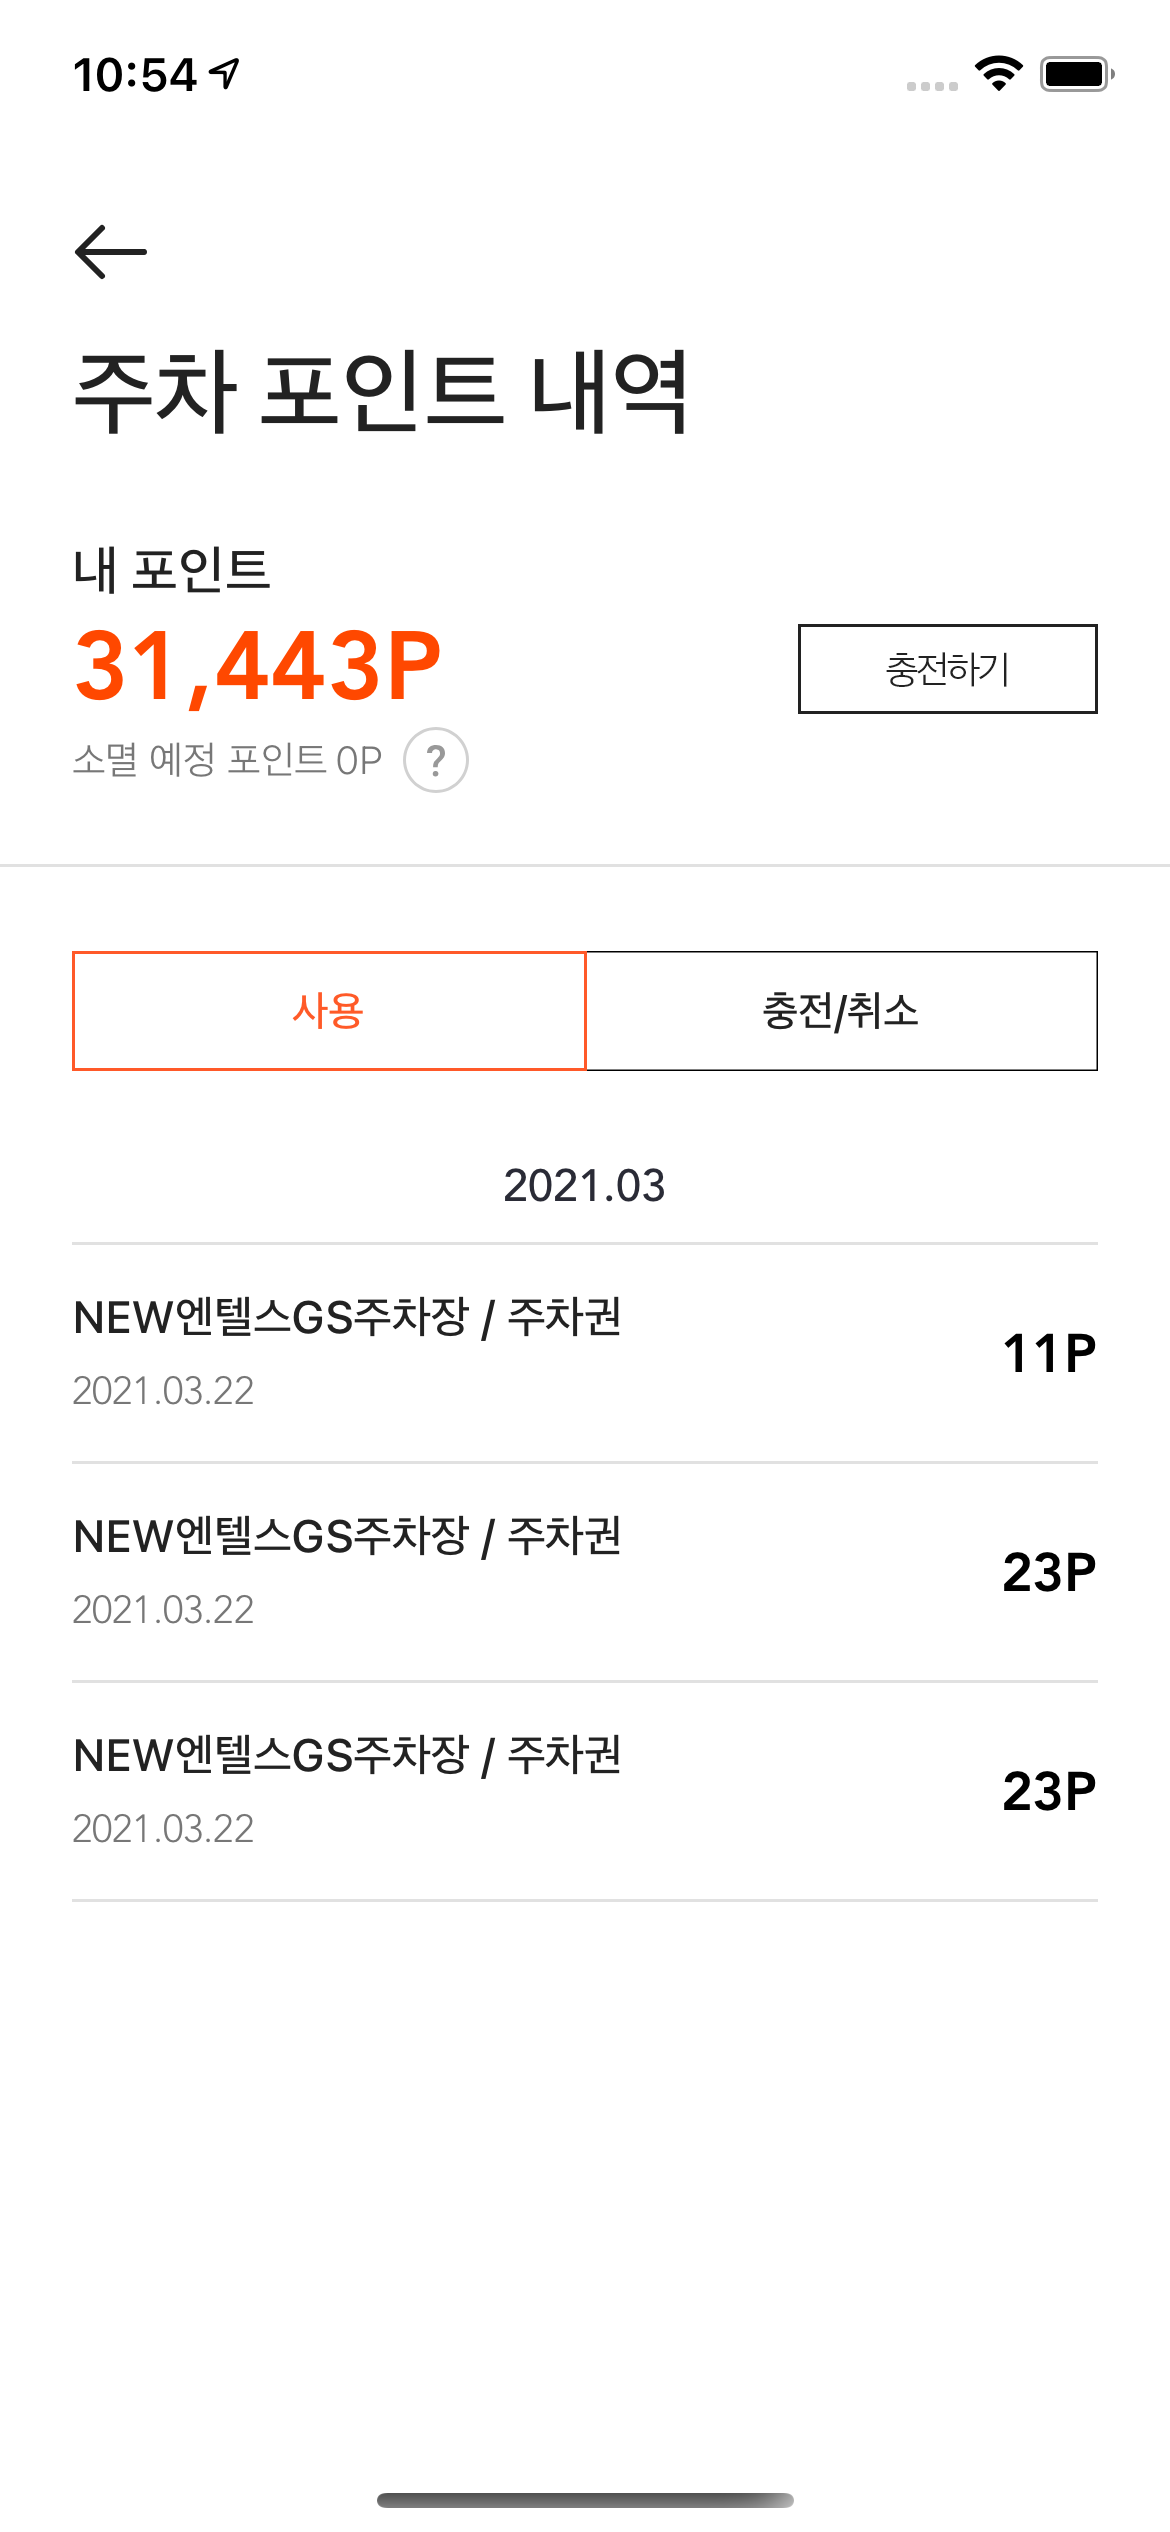 10:54
주차 포인트 내역
내 포인트
31,443P
충전하기
소멸 예정 포인트 0P ?
사용
충전/취소
2021.03
NEW엔텔스GS주차장 / 주차권
11P
2021.03.22
NEW엔텔스GS주차장 / 주차권
23P
2021.03.22
NEW엔텔스GS주차장 / 주차권
23P
2021.03.22